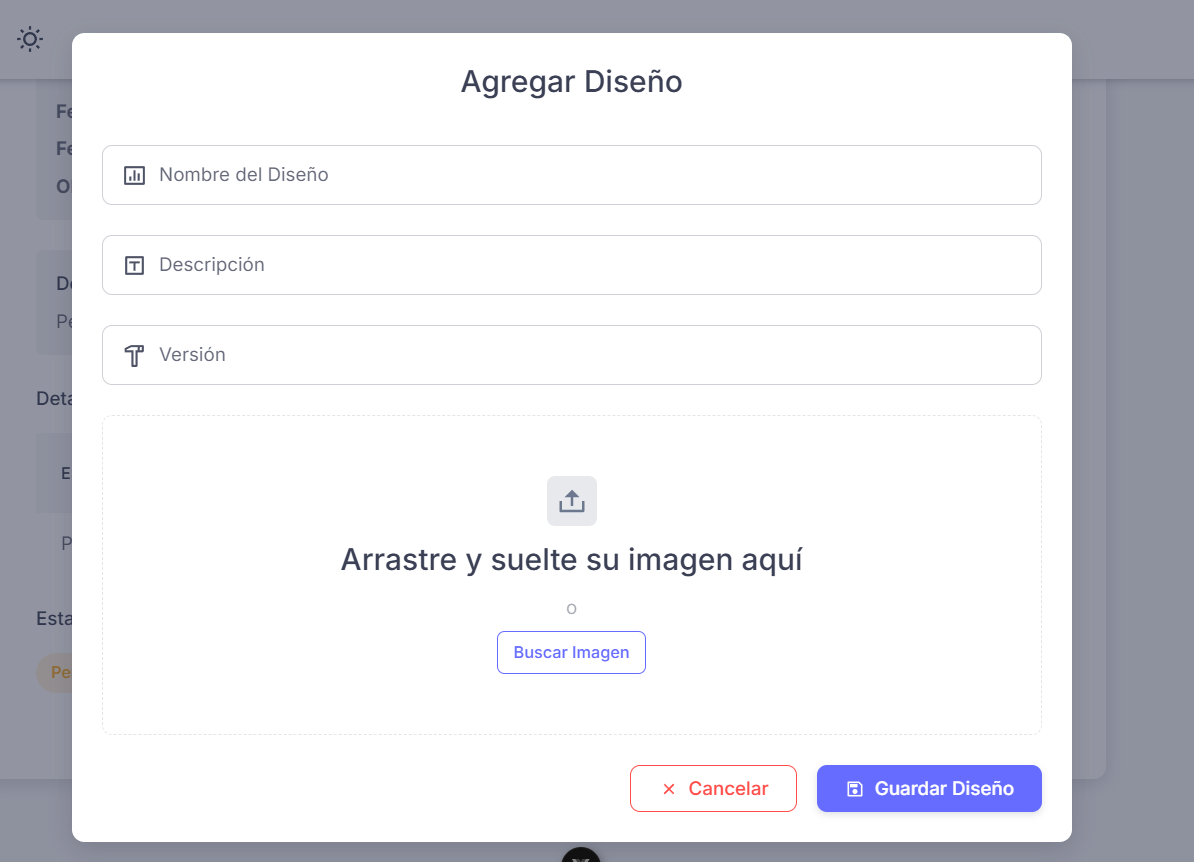 Agregar Diseño
Nombre del Diseño
Descripción
Versión
Arrastre y suelte su imagen aquí
o
Buscar Imagen
Cancelar
Guardar Diseño